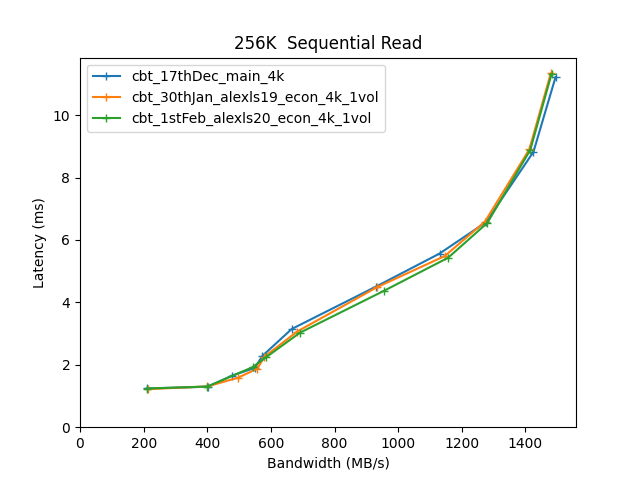 256K  Sequential Read
cbt_17thDec_main_4k
cbt_30thJan_alexls19_econ_4k_1vol
cbt_1stFeb_alexls20_econ_4k_1vol
Latency (ms)
10
8
6
4
2
0
0 200 400 600 800 1000 1200 1400
Bandwidth (MB/s)